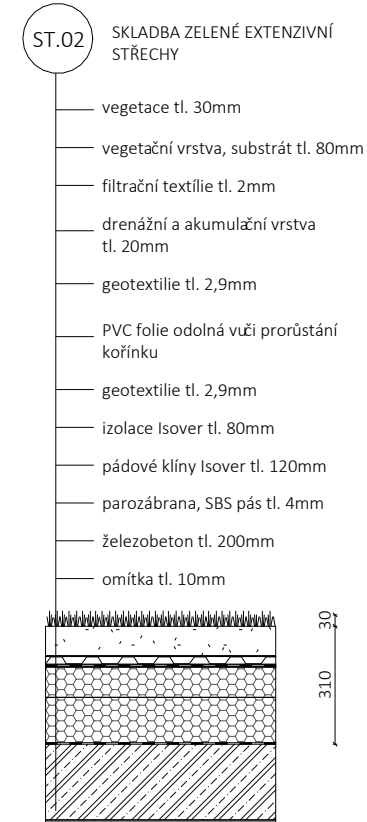 ST.02
SKLADBA ZELENÉ EXTENZIVNÍ
STŘECHY
vegetace tl. 30mm
vegetační vrstva, substrát tl. 80mm
filtrační textílie tl. 2mm
drenážní a akumulační vrstva
tl. 20mm
geotextilie tl. 2,9mm
PVC folie odolná vuči prorůstání
kořínku
geotextilie tl. 2,9mm
izolace Isover tl. 80mm
pádové klíny Isover tl. 120mm
parozábrana, SBS pás tl. 4mm
železobeton tl. 200mm
omítka tl. 10mm
30
310